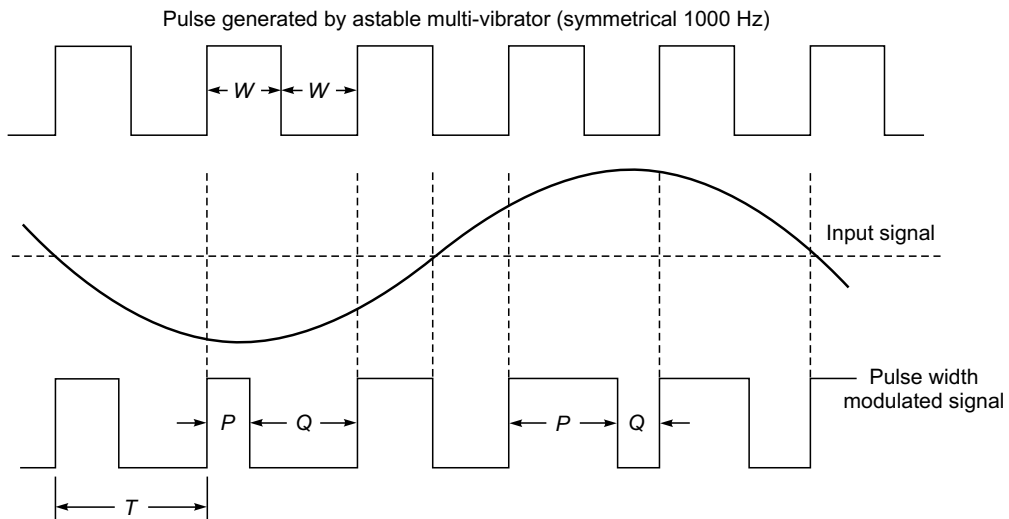 Pulse generated by astable multi-vibrator (symmetrical 1000 Hz)
W W
Input signal
Pulse width
modulated signal
P Q P Q
T